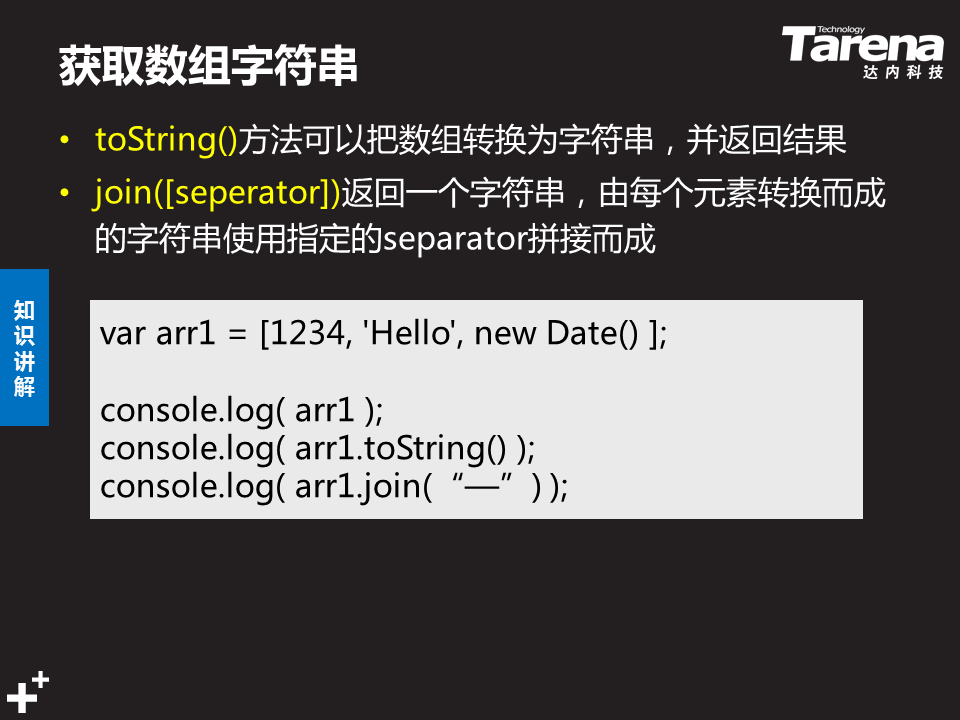 获取数组字符串
Technology
Tarena
达内科技
• toString()方法可以把数组转换为字符串，并返回结果
• join([seperator])返回一个字符串，由每个元素转换而成
的字符串使用指定的separator拼接而成
知
识
讲
解
var arr1 = [1234, 'Hello', new Date() ];
console.log( arr1 );
console.log( arr1.toString() );
console.log( arr1.join( “—” ) );